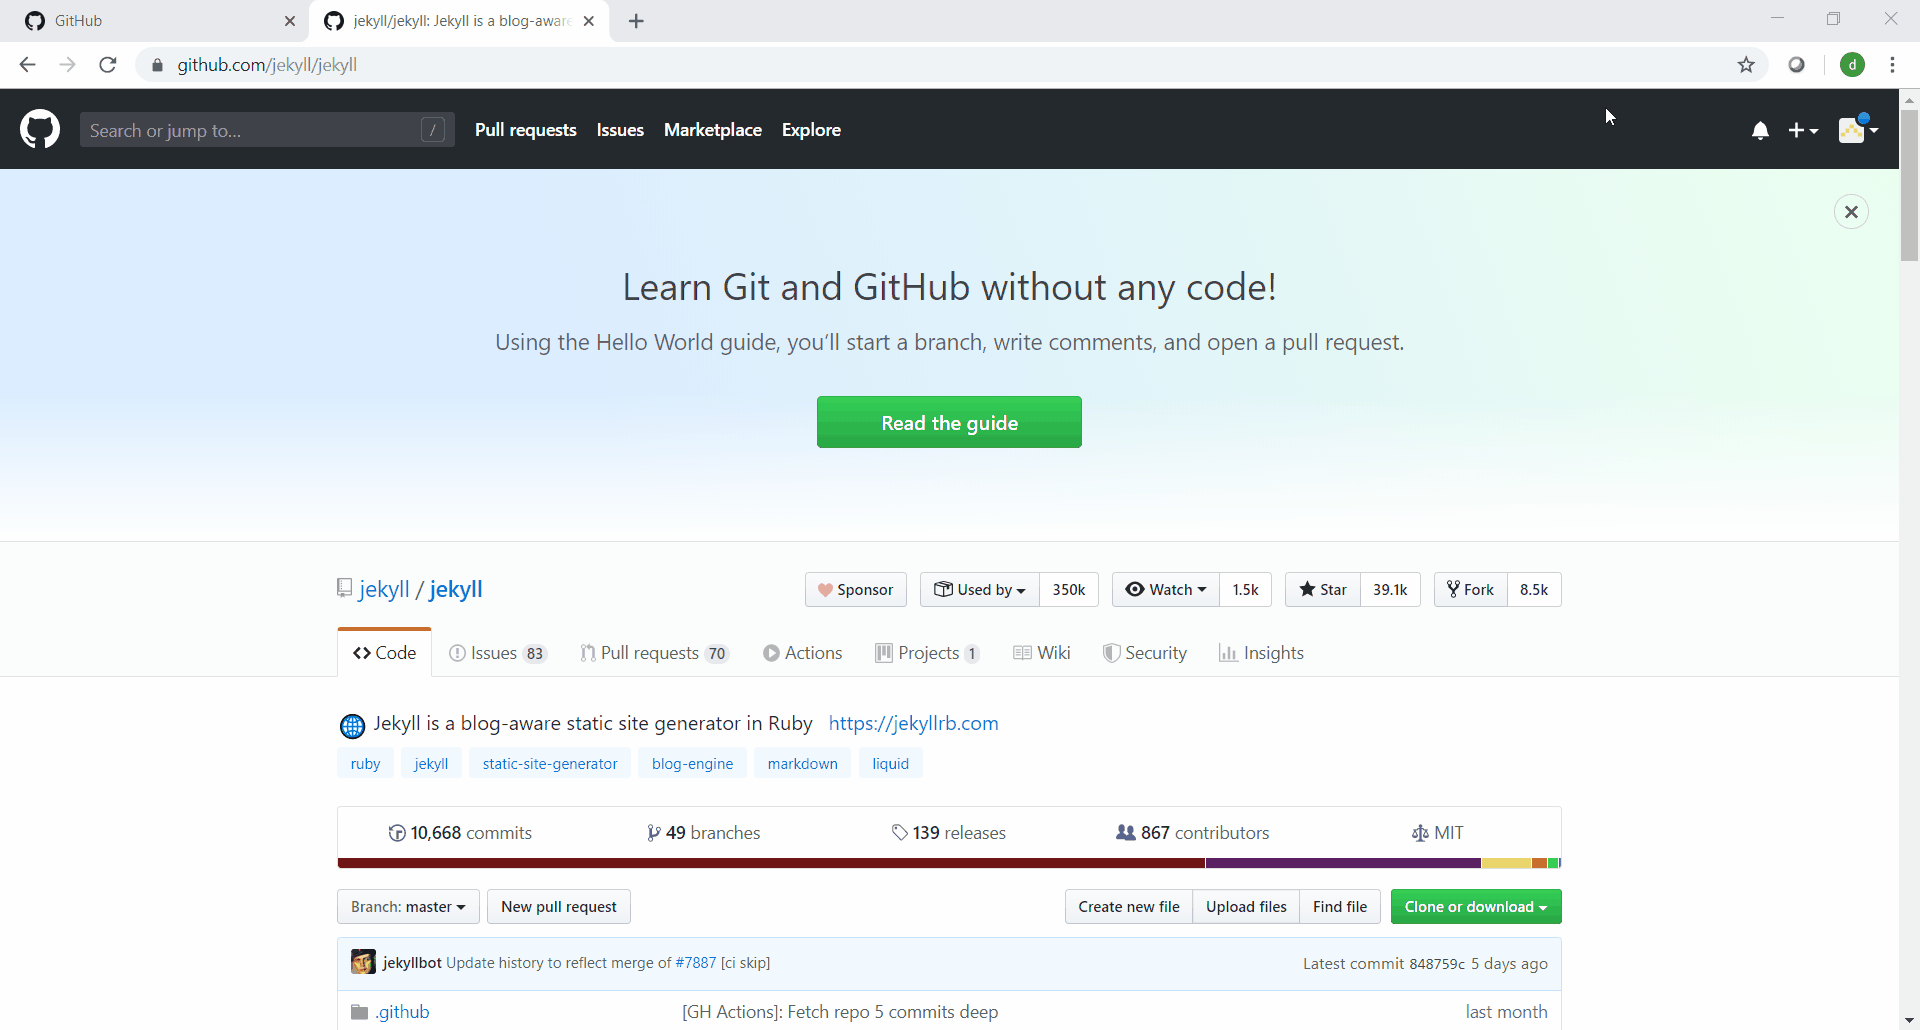 GitHub
jekyll/jekyll: Jekyll is a blog-aware
github.com/jekyll/jekyll
d
Search or jump to...
/
Pull requests
Issues
Marketplace
Explore
Learn Git and GitHub without any code!
Using the Hello World guide, you’ll start a branch, write comments, and open a pull request.
Read the guide
jekyll / jekyll
Sponsor
Used by
350k
Watch
1.5k
Star
39.1k
Fork
8.5k
Code
Issues 83
Pull requests 70
Actions
Projects 1
Wiki
Security
Insights
Jekyll is a blog-aware static site generator in Ruby https://jekyllrb.com
ruby
jekyll
static-site-generator
blog-engine
markdown
liquid
10,668 commits
49 branches
139 releases
867 contributors
MIT
Branch: master
New pull request
Create new file
Upload files
Find file
Clone or download
jekyllbot Update history to reflect merge of #7887 [ci skip]
Latest commit 848759c 5 days ago
.github
[GH Actions]: Fetch repo 5 commits deep
last month